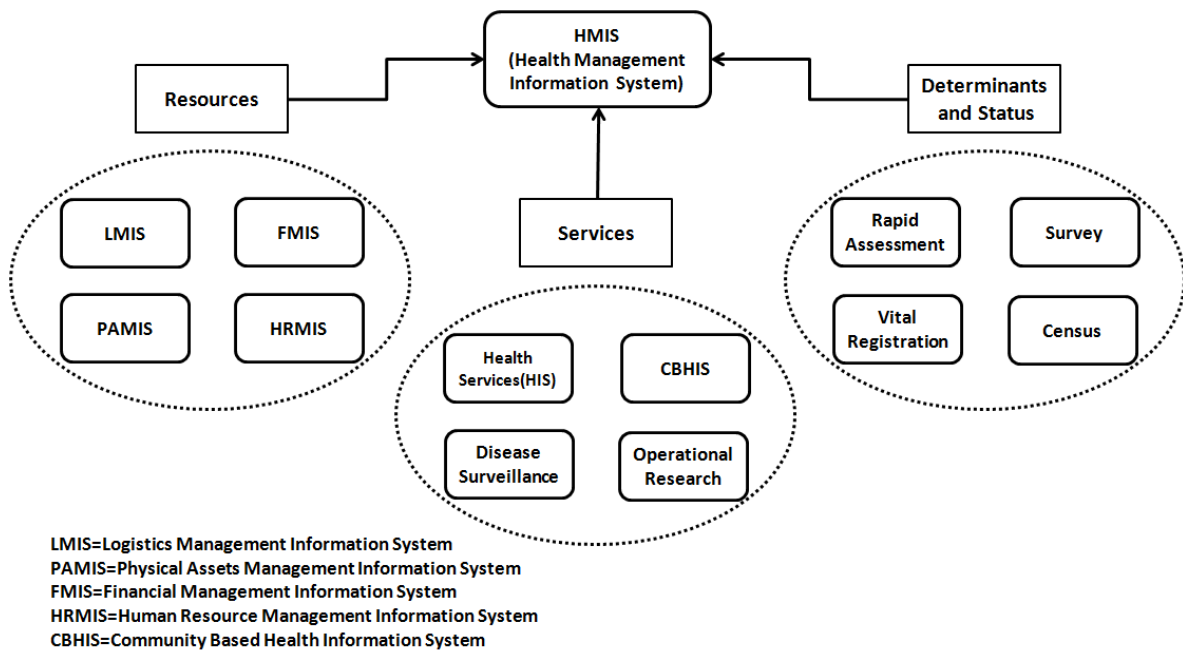 HMIS
(Health Management
Information System)
Resources
Determinants
and Status
Services
LMIS
FMIS
PAMIS
HRMIS
Health
Services(HIS)
CBHIS
Disease
Surveillance
Operational
Research
Rapid
Assessment
Survey
Vital
Registration
Census
LMIS=Logistics Management Information System
PAMIS=Physical Assets Management Information System
FMIS=Financial Management Information System
HRMIS=Human Resource Management Information System
CBHIS=Community Based Health Information System